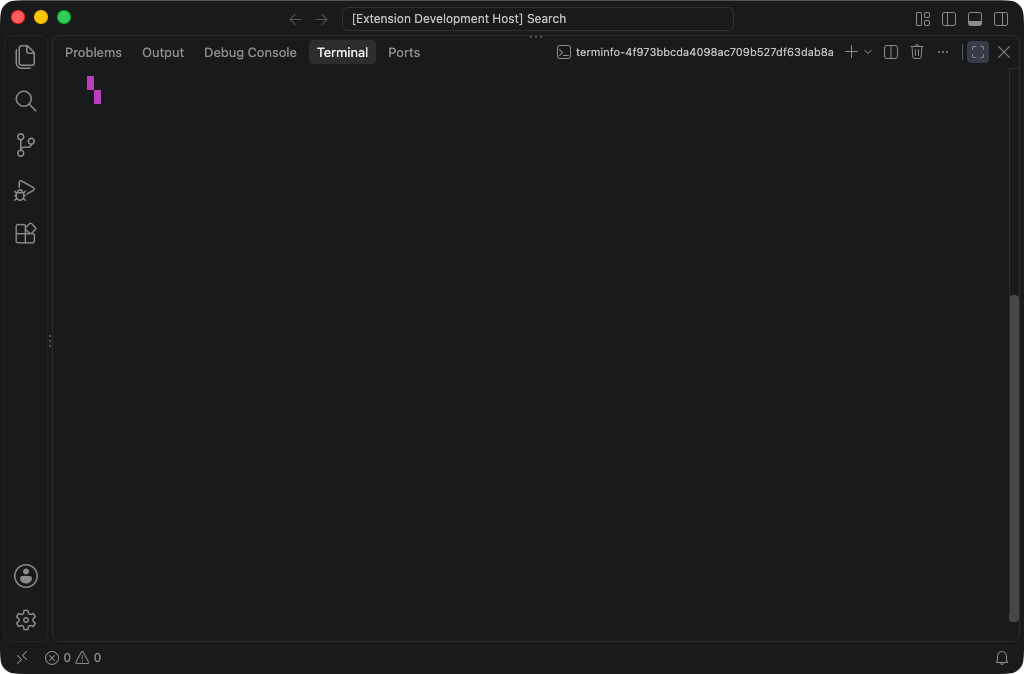 [Extension Development Host] Search
Problems Output Debug Console Terminal Ports terminfo-4f973bbcda4098ac709b527df63dab8a
0 0